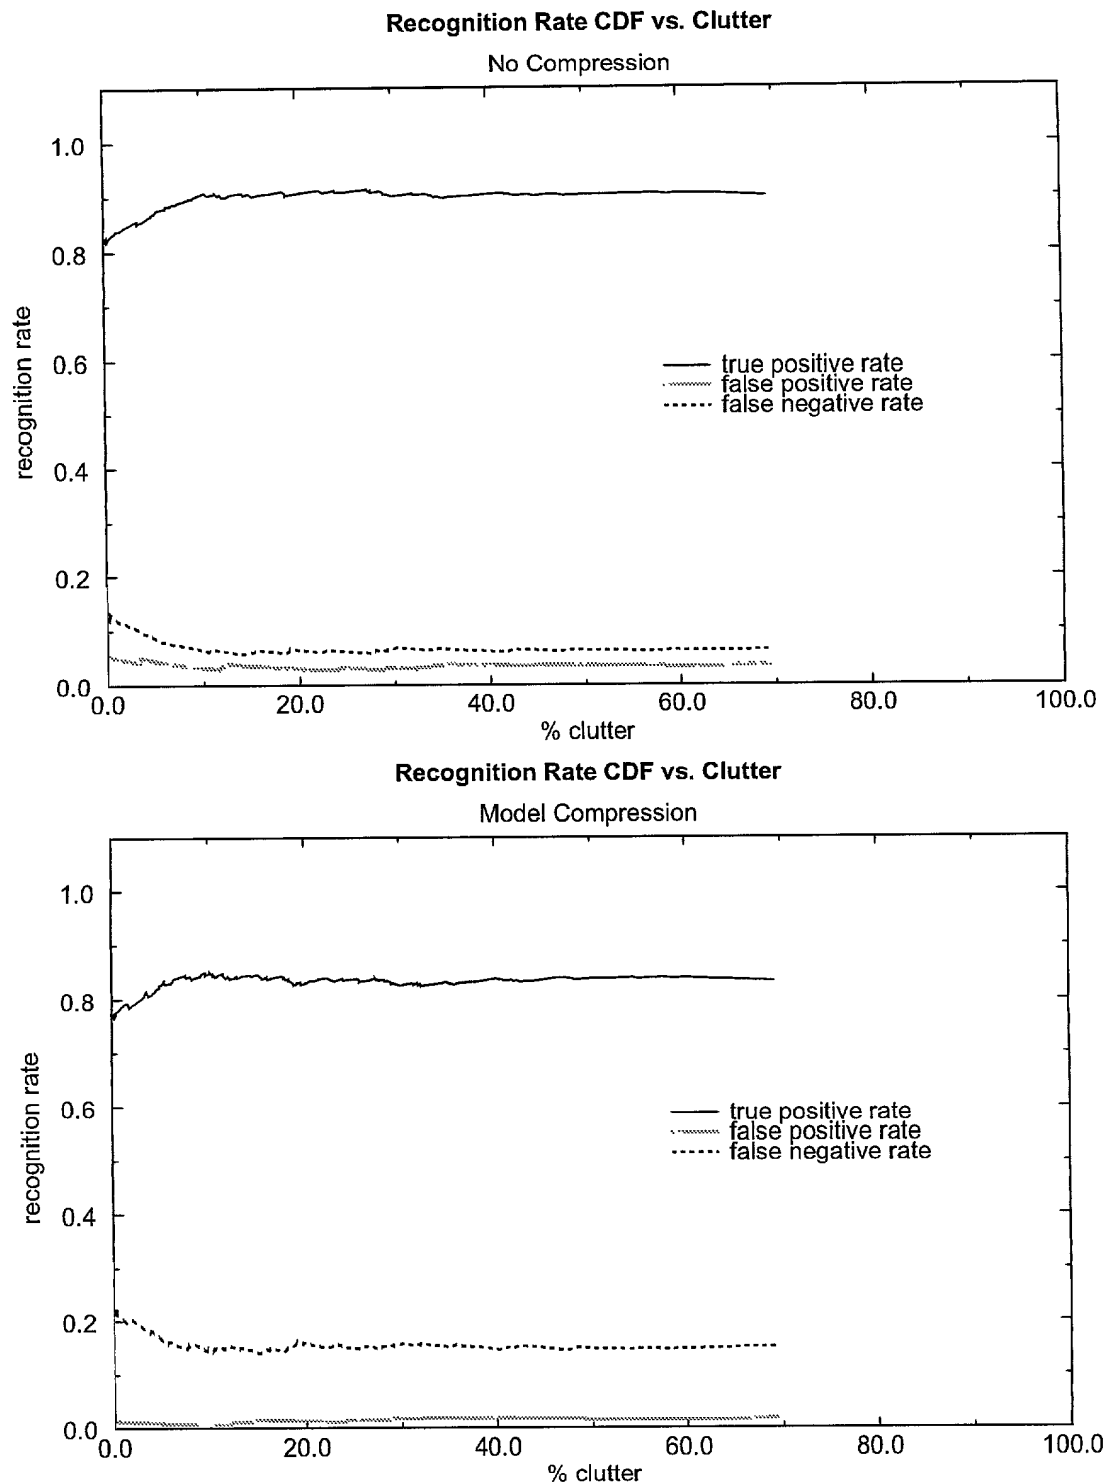 Recognition Rate CDF vs. Clutter
No Compression
1.0
0.8
0.6
0.4
0.2
0.0
recognition rate
true positive rate
false positive rate
false negative rate
0.0 20.0 40.0 60.0 80.0 100.0
% clutter
Recognition Rate CDF vs. Clutter
Model Compression
1.0
0.8
0.6
0.4
0.2
0.0
recognition rate
true positive rate
false positive rate
false negative rate
0.0 20.0 40.0 60.0 80.0 100.0
% clutter